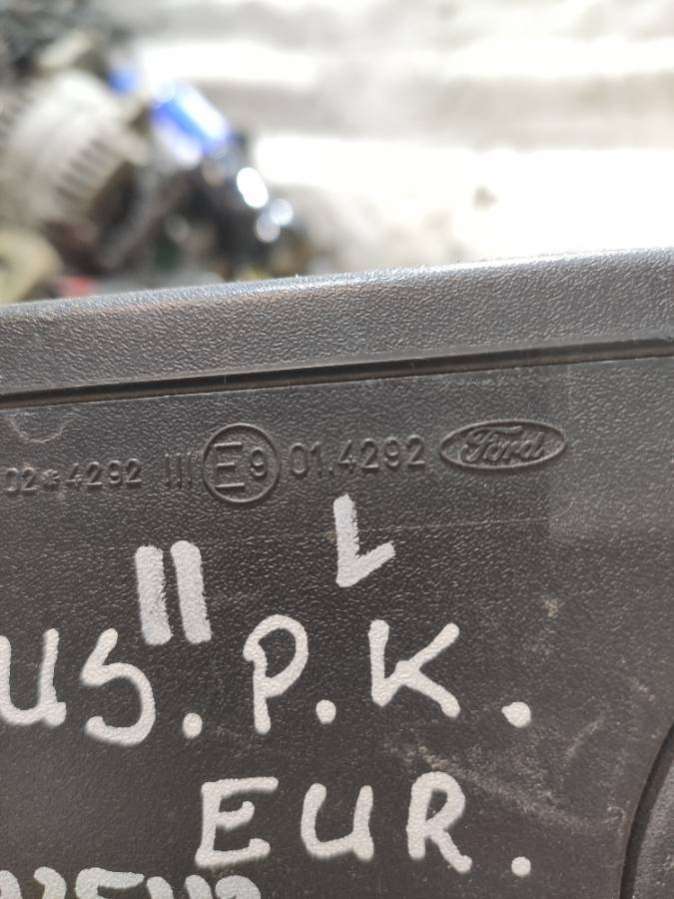 02*4292 III E9 01.4292 Ford
II L
US.P.K.
EUR.